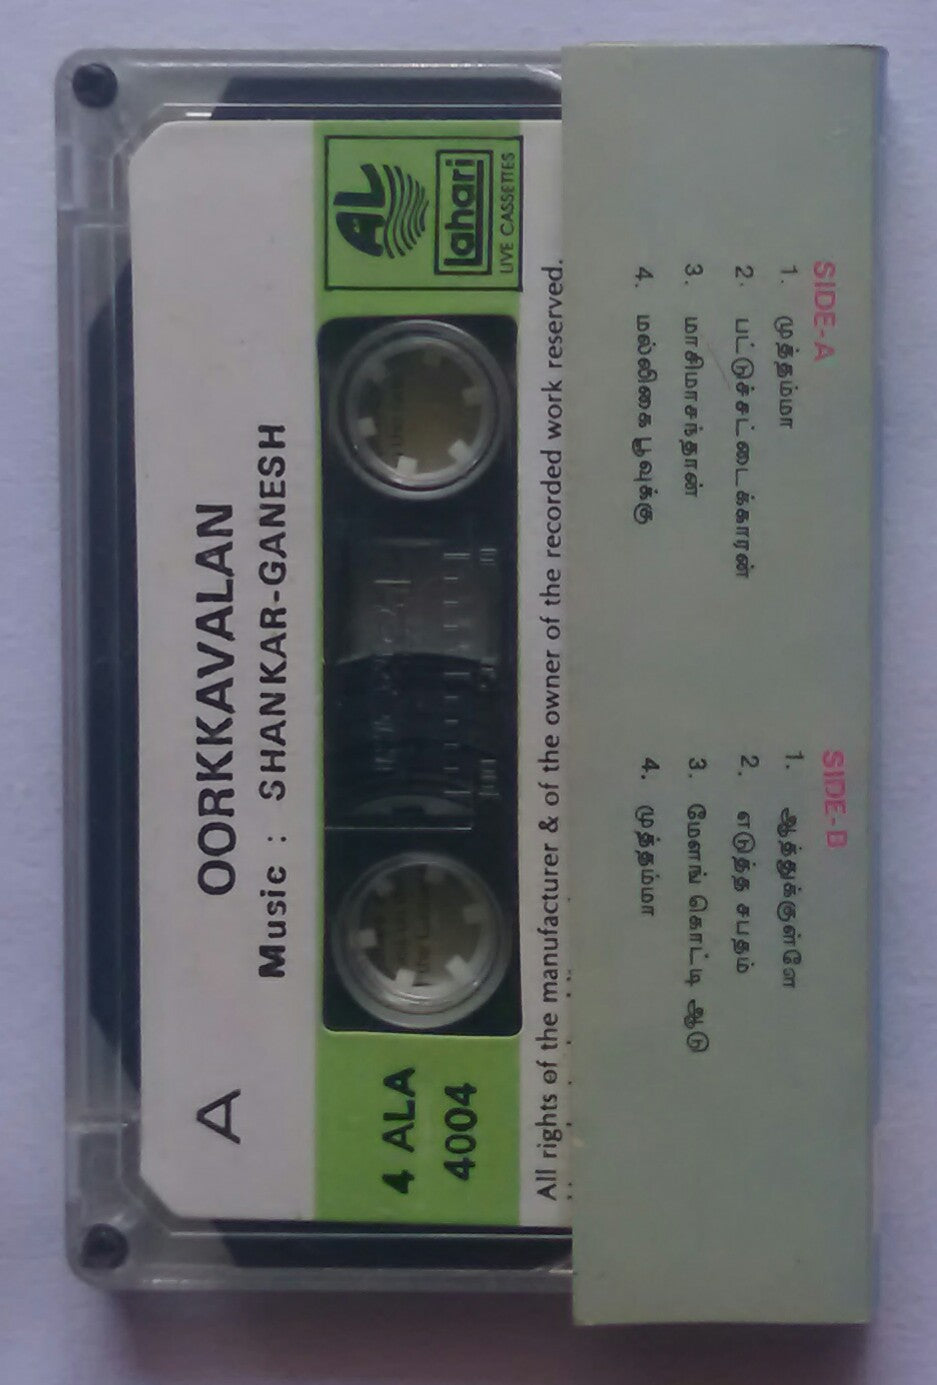 AL
Lahari
LIVE CASSETTES
A
OORKKAVALAN
Music : SHANKAR-GANESH
4 ALA
4004
All rights of the manufacturer & of the owner of the recorded work reserved.
SIDE-A
1. முத்தம்மா
2. பட்டுச்சட்டைக்காரன்
3. மாசிமாசந்தான்
4. மல்லிகை பூவுக்கு
SIDE-B
1. ஆத்துக்குள்ளே
2. எடுத்த சபதம்
3. மேளங் கொட்டி ஆடு
4. முத்தம்மா